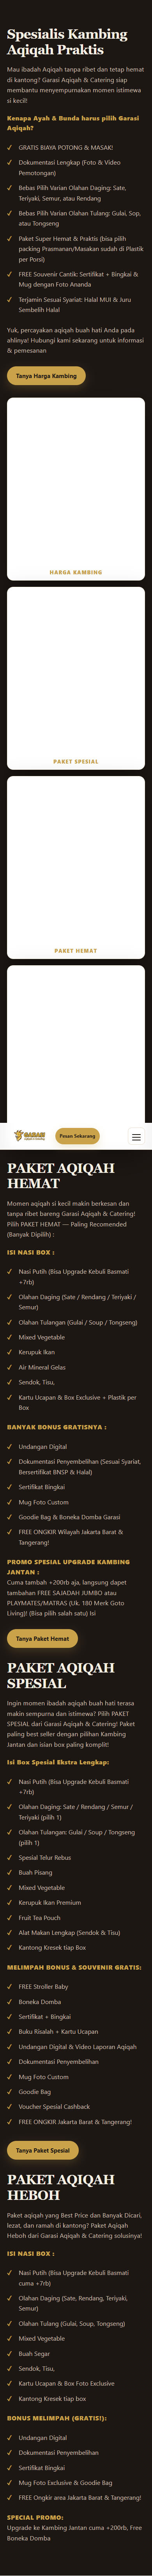 Spesialis Kambing
Aqiqah Praktis
Mau ibadah Aqiqah tanpa ribet dan tetap hemat
di kantong? Garasi Aqiqah & Catering siap
membantu menyempurnakan momen istimewa
si kecil!
Kenapa Ayah & Bunda harus pilih Garasi
Aqiqah?
✓ GRATIS BIAYA POTONG & MASAK!
✓ Dokumentasi Lengkap (Foto & Video
Pemotongan)
✓ Bebas Pilih Varian Olahan Daging: Sate,
Teriyaki, Semur, atau Rendang
✓ Bebas Pilih Varian Olahan Tulang: Gulai, Sop,
atau Tongseng
✓ Paket Super Hemat & Praktis (bisa pilih
packing Prasmanan/Masakan sudah di Plastik
per Porsi)
✓ FREE Souvenir Cantik: Sertifikat + Bingkai &
Mug dengan Foto Ananda
✓ Terjamin Sesuai Syariat: Halal MUI & Juru
Sembelih Halal
Yuk, percayakan aqiqah buah hati Anda pada
ahlinya! Hubungi kami sekarang untuk informasi
& pemesanan
Tanya Harga Kambing
HARGA KAMBING
PAKET SPESIAL
PAKET HEMAT
GARASI
Pesan Sekarang
PAKET AQIQAH
HEMAT
Momen aqiqah si kecil makin berkesan dan
tanpa ribet bareng Garasi Aqiqah & Catering!
Pilih PAKET HEMAT — Paling Recomended
(Banyak Dipilih) :
ISI NASI BOX :
✓ Nasi Putih (Bisa Upgrade Kebuli Basmati
+7rb)
✓ Olahan Daging (Sate / Rendang / Teriyaki /
Semur)
✓ Olahan Tulangan (Gulai / Soup / Tongseng)
✓ Mixed Vegetable
✓ Kerupuk Ikan
✓ Air Mineral Gelas
✓ Sendok, Tisu,
✓ Kartu Ucapan & Box Exclusive + Plastik per
Box
BANYAK BONUS GRATISNYA :
✓ Undangan Digital
✓ Dokumentasi Penyembelihan (Sesuai Syariat,
Bersertifikat BNSP & Halal)
✓ Sertifikat Bingkai
✓ Mug Foto Custom
✓ Goodie Bag & Boneka Domba Garasi
✓ FREE ONGKIR Wilayah Jakarta Barat &
Tangerang!
PROMO SPESIAL UPGRADE KAMBING
JANTAN :
Cuma tambah +200rb aja, langsung dapet
tambahan FREE SAJADAH JUMBO atau
PLAYMATES/MATRAS (Uk. 180 Merk Goto
Living)! (Bisa pilih salah satu) Isi
Tanya Paket Hemat
PAKET AQIQAH
SPESIAL
Ingin momen ibadah aqiqah buah hati terasa
makin sempurna dan istimewa? Pilih PAKET
SPESIAL dari Garasi Aqiqah & Catering! Paket
paling best seller dengan pilihan Kambing
Jantan dan isian box paling komplit!
Isi Box Spesial Ekstra Lengkap:
✓ Nasi Putih (Bisa Upgrade Kebuli Basmati
+7rb)
✓ Olahan Daging: Sate / Rendang / Semur /
Teriyaki (pilih 1)
✓ Olahan Tulangan: Gulai / Soup / Tongseng
(pilih 1)
✓ Spesial Telur Rebus
✓ Buah Pisang
✓ Mixed Vegetable
✓ Kerupuk Ikan Premium
✓ Fruit Tea Pouch
✓ Alat Makan Lengkap (Sendok & Tisu)
✓ Kantong Kresek tiap Box
MELIMPAH BONUS & SOUVENIR GRATIS:
✓ FREE Stroller Baby
✓ Boneka Domba
✓ Sertifikat + Bingkai
✓ Buku Risalah + Kartu Ucapan
✓ Undangan Digital & Video Laporan Aqiqah
✓ Dokumentasi Penyembelihan
✓ Mug Foto Custom
✓ Goodie Bag
✓ Voucher Spesial Cashback
✓ FREE ONGKIR Jakarta Barat & Tangerang!
Tanya Paket Spesial
PAKET AQIQAH
HEBOH
Paket aqiqah yang Best Price dan Banyak Dicari,
lezat, dan ramah di kantong? Paket Aqiqah
Heboh dari Garasi Aqiqah & Catering solusinya!
ISI NASI BOX :
✓ Nasi Putih (Bisa Upgrade Kebuli Basmati
cuma +7rb)
✓ Olahan Daging (Sate, Rendang, Teriyaki,
Semur)
✓ Olahan Tulang (Gulai, Soup, Tongseng)
✓ Mixed Vegetable
✓ Buah Segar
✓ Sendok, Tisu,
✓ Kartu Ucapan & Box Foto Exclusive
✓ Kantong Kresek tiap box
BONUS MELIMPAH (GRATIS!):
✓ Undangan Digital
✓ Dokumentasi Penyembelihan
✓ Sertifikat Bingkai
✓ Mug Foto Exclusive & Goodie Bag
✓ FREE Ongkir area Jakarta Barat & Tangerang!
SPECIAL PROMO:
Upgrade ke Kambing Jantan cuma +200rb, Free
Boneka Domba